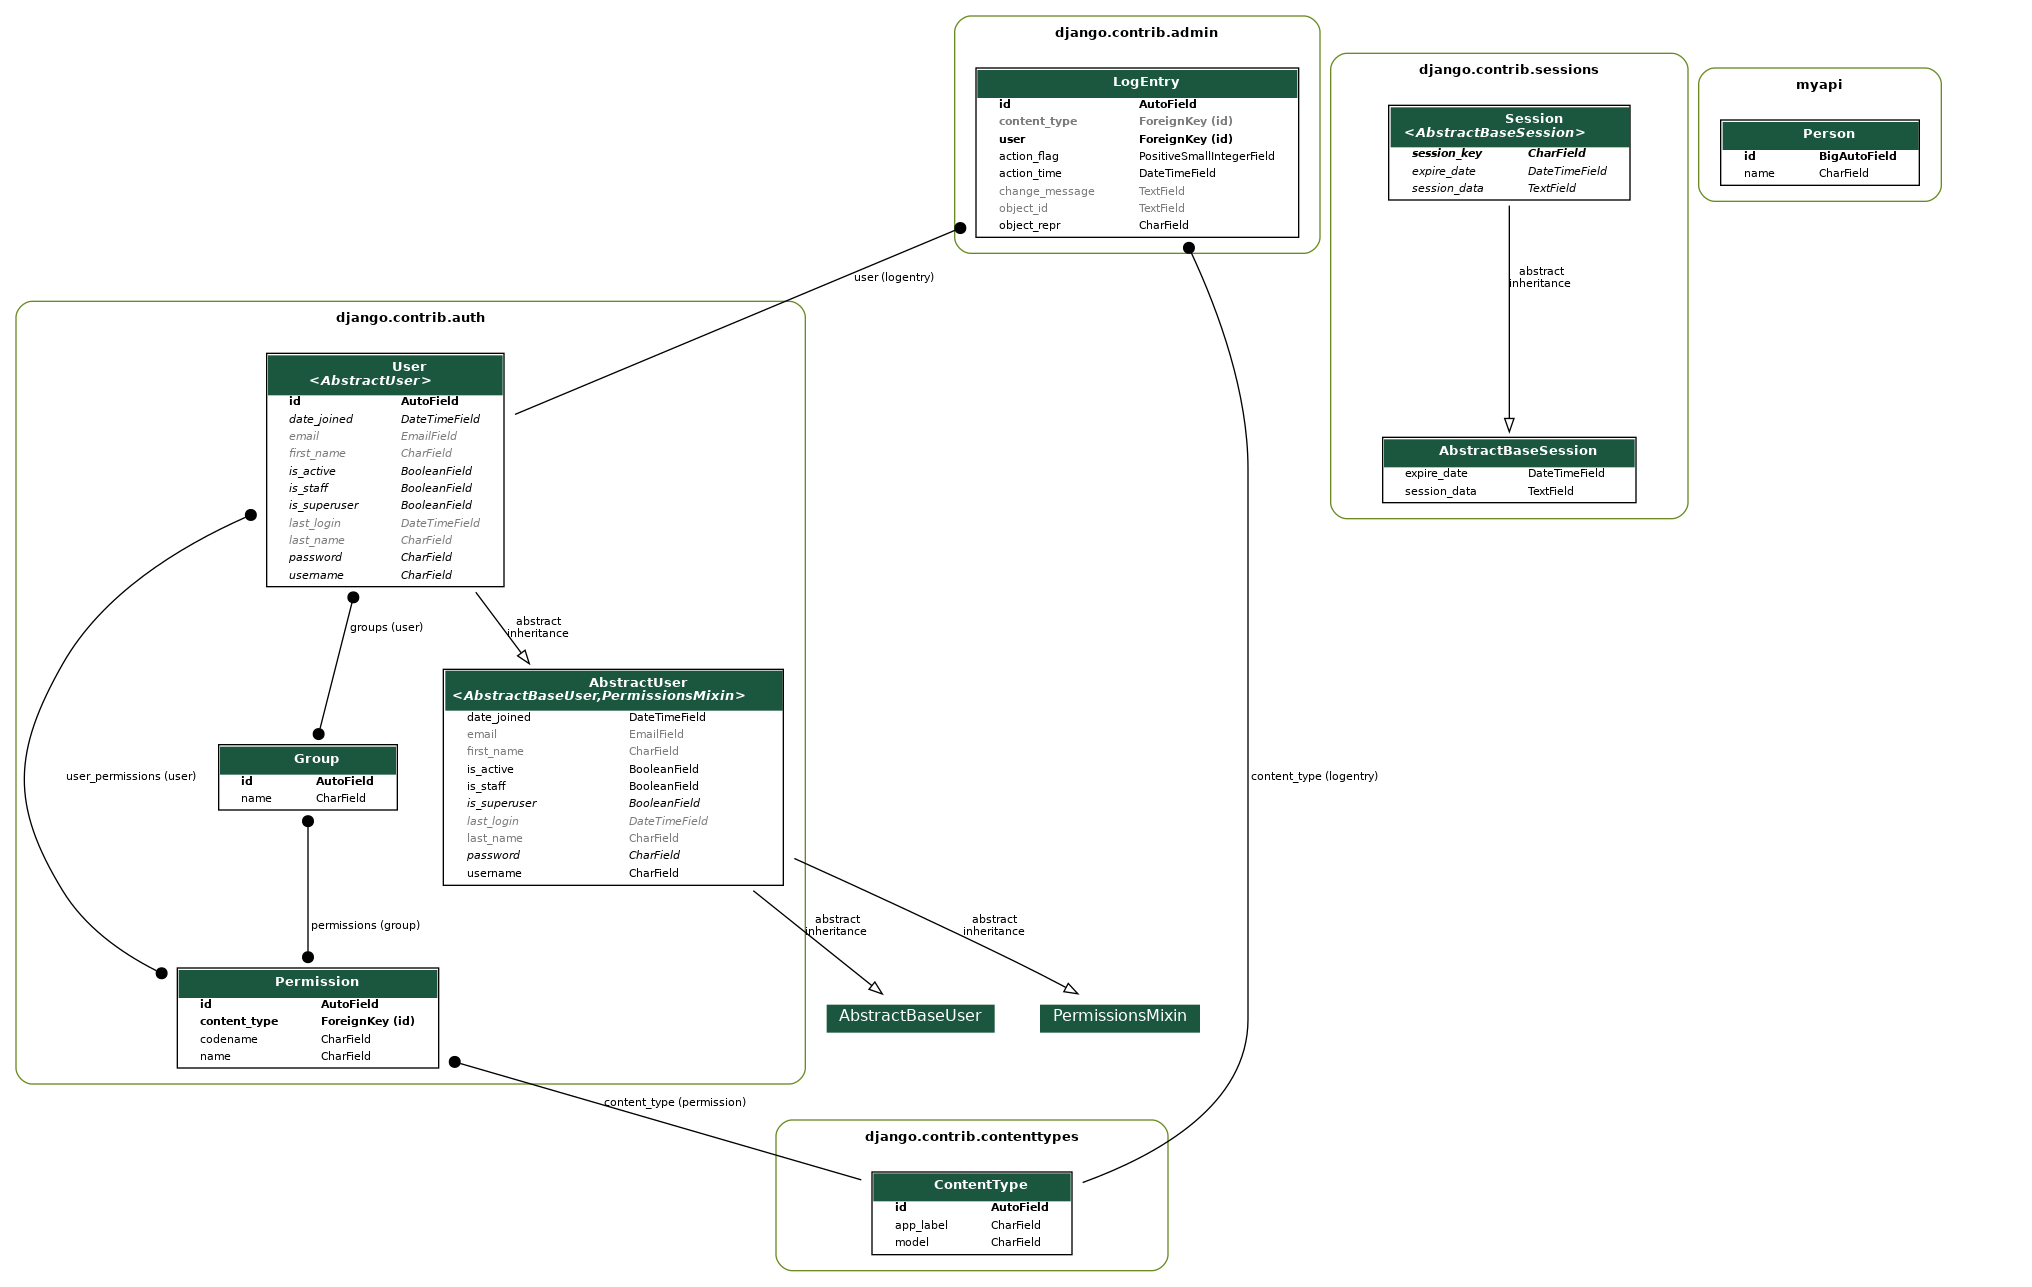 django.contrib.admin
LogEntry
id AutoField
content_type ForeignKey (id)
user ForeignKey (id)
action_flag PositiveSmallIntegerField
action_time DateTimeField
change_message TextField
object_id TextField
object_repr CharField
django.contrib.sessions
Session
<AbstractBaseSession>
session_key CharField
expire_date DateTimeField
session_data TextField
abstract
inheritance
AbstractBaseSession
expire_date DateTimeField
session_data TextField
myapi
Person
id BigAutoField
name CharField
user (logentry)
django.contrib.auth
User
<AbstractUser>
id AutoField
date_joined DateTimeField
email EmailField
first_name CharField
is_active BooleanField
is_staff BooleanField
is_superuser BooleanField
last_login DateTimeField
last_name CharField
password CharField
username CharField
groups (user)
abstract
inheritance
AbstractUser
<AbstractBaseUser,PermissionsMixin>
date_joined DateTimeField
email EmailField
first_name CharField
is_active BooleanField
is_staff BooleanField
is_superuser BooleanField
last_login DateTimeField
last_name CharField
password CharField
username CharField
Group
id AutoField
name CharField
user_permissions (user)
content_type (logentry)
permissions (group)
abstract
inheritance
abstract
inheritance
Permission
id AutoField
content_type ForeignKey (id)
codename CharField
name CharField
AbstractBaseUser
PermissionsMixin
content_type (permission)
django.contrib.contenttypes
ContentType
id AutoField
app_label CharField
model CharField